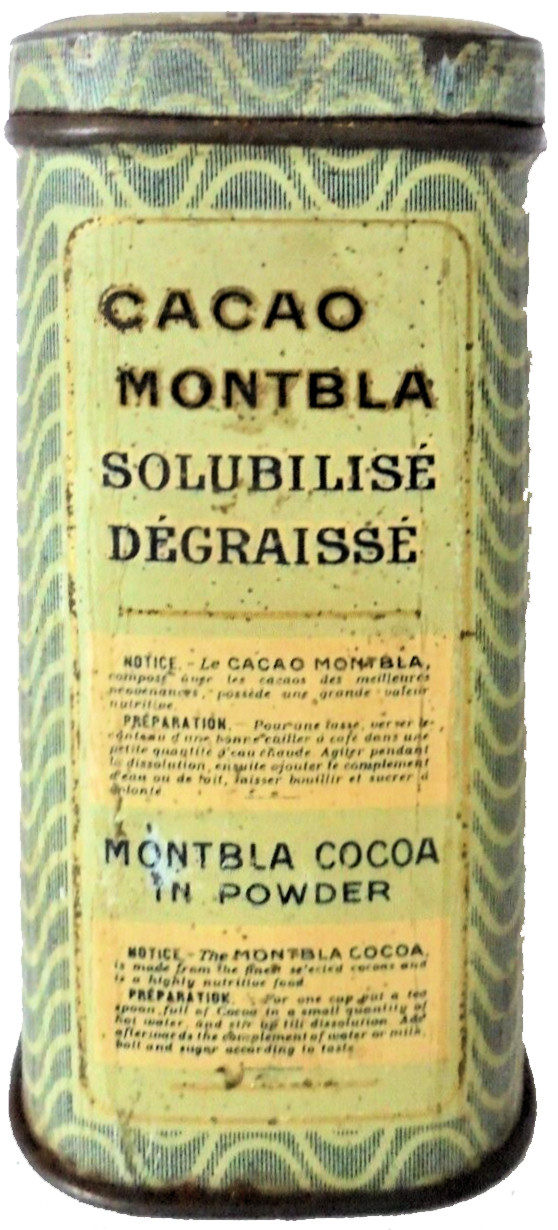 CACAO
MONTBLA
SOLUBILISÉ
DÉGRAISSÉ
NOTICE. - Le CACAO MONTBLA,
composé avec les cacaos des meilleures
provenances, possède une grande valeur
nutritive.
PRÉPARATION. - Pour une tasse, verser le
contenu d'une bonne cuiller à café dans une
petite quantité d'eau chaude. Agiter pendant
la dissolution, ensuite ajouter le complément
d'eau ou de lait, laisser bouillir et sucrer à
volonté.
MONTBLA COCOA
IN POWDER
NOTICE - The MONTBLA COCOA,
is made from the finest selected cocoas and
is a highly nutritive food
PRÉPARATION. - For one cup put a tea
spoon full of Cocoa in a small quantity of
hot water, and stir up till dissolution. Add
afterwards the complement of water or milk,
boil and sugar according to taste